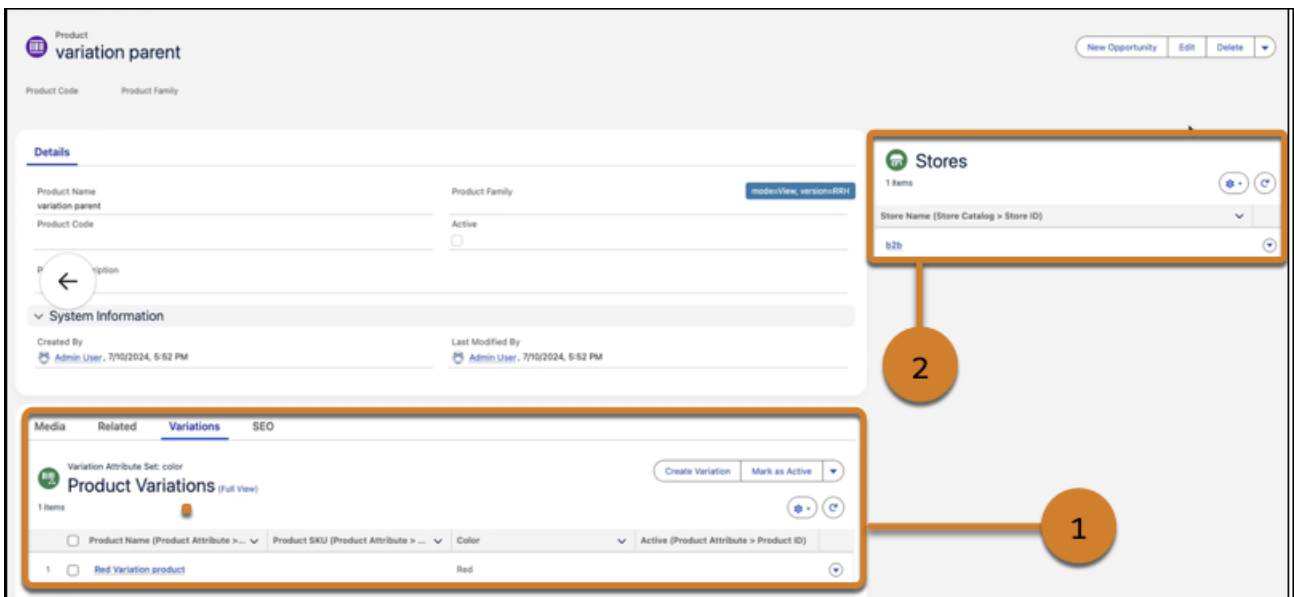 Product
variation parent
New Opportunity Edit Delete
Product Code Product Family
Details
Product Name
variation parent
Product Family
mode=View, version=RRH
Product Code
Active
System Information
Created By
Admin User, 7/10/2024, 5:52 PM
Last Modified By
Admin User, 7/10/2024, 5:52 PM
Stores
1 items
Store Name (Store Catalog > Store ID)
b2b
2
Media Related Variations SEO
Variation Attribute Set: color
Product Variations (Full View)
Create Variation Mark as Active
1 items
Product Name (Product Attribute >... Product SKU (Product Attribute > ... Color Active (Product Attribute > Product ID)
1 Red Variation product Red
1